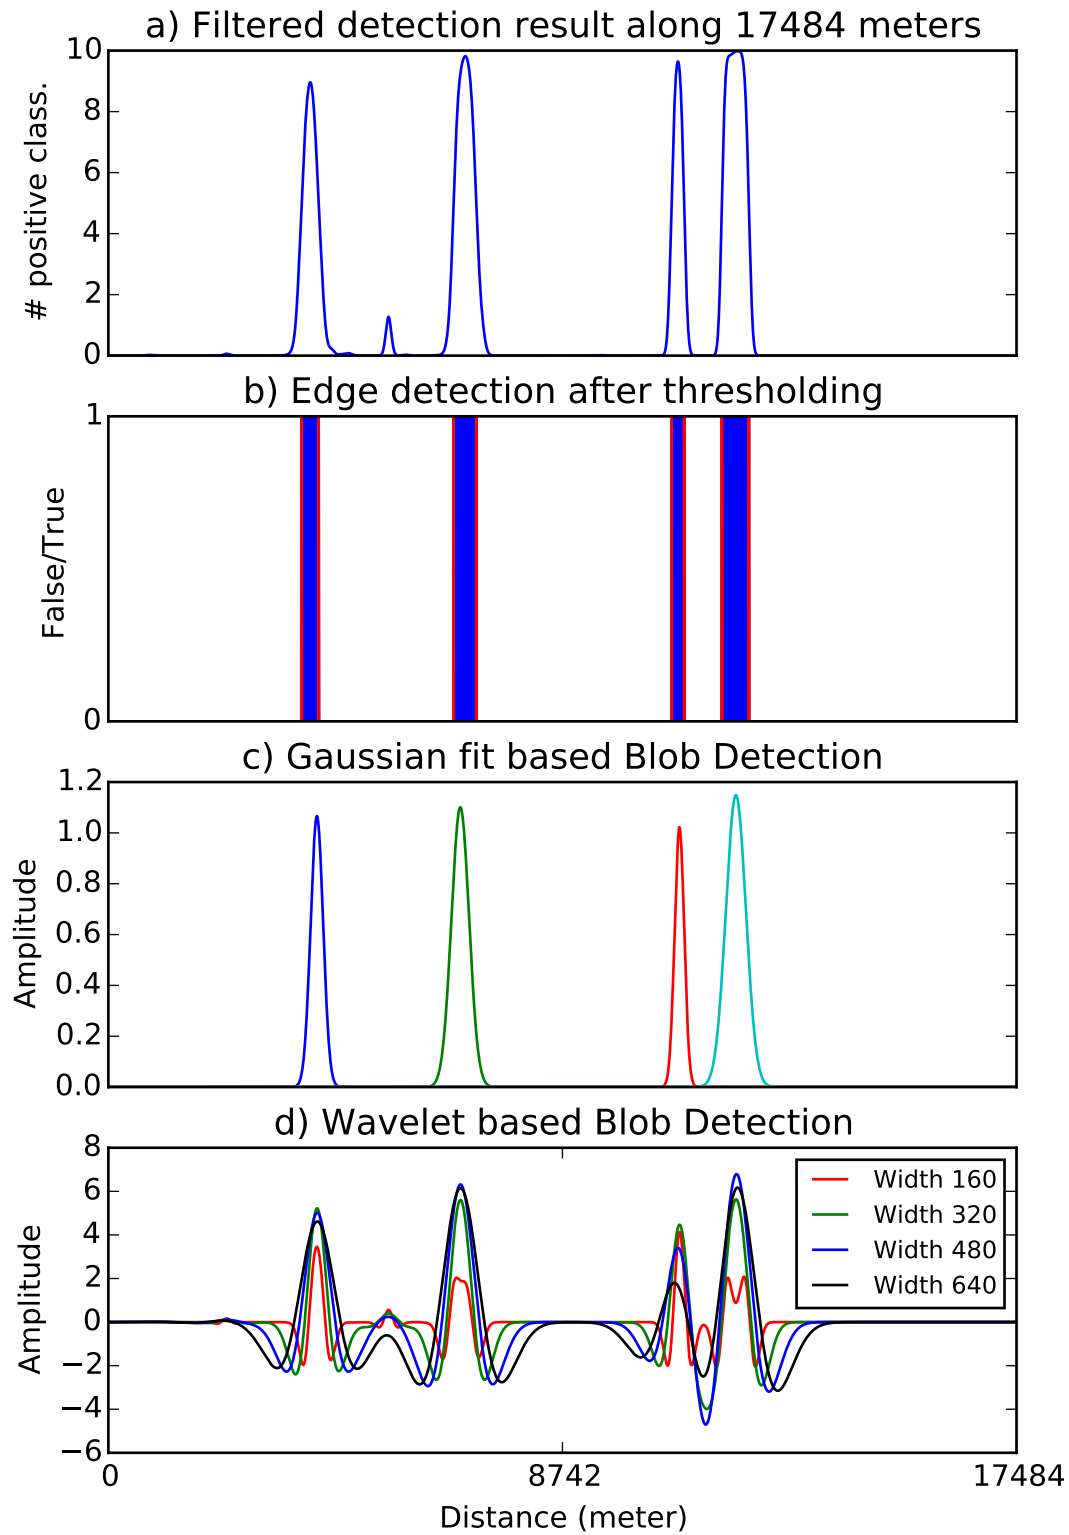 a) Filtered detection result along 17484 meters
10
8
6
4
2
0
# positive class.
b) Edge detection after thresholding
1
0
False/True
c) Gaussian fit based Blob Detection
1.2
1.0
0.8
0.6
0.4
0.2
0.0
Amplitude
d) Wavelet based Blob Detection
8
6
4
2
0
−2
−4
−6
Amplitude
Width 160
Width 320
Width 480
Width 640
0
8742
17484
Distance (meter)